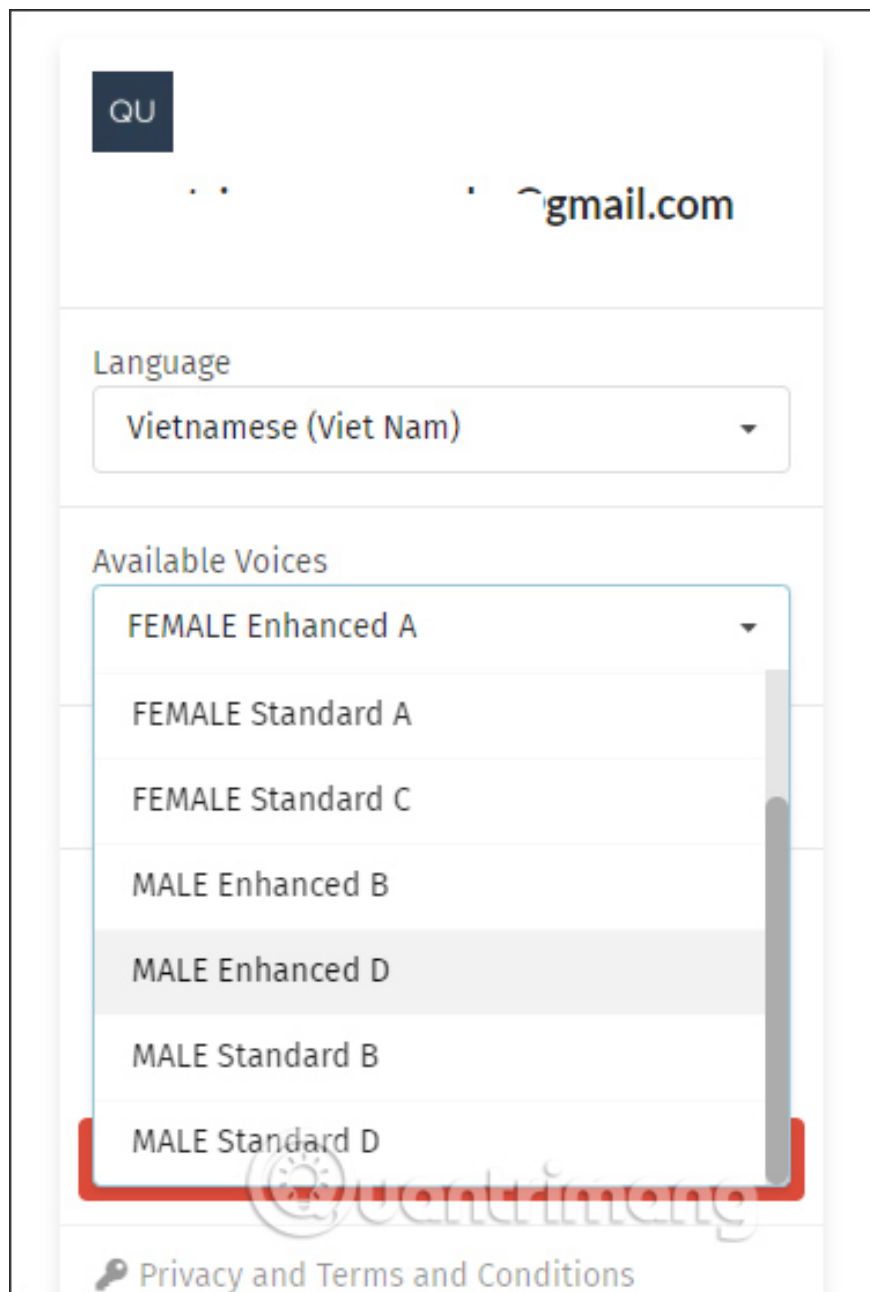 QU
@gmail.com
Language
Vietnamese (Viet Nam)
Available Voices
FEMALE Enhanced A
FEMALE Standard A
FEMALE Standard C
MALE Enhanced B
MALE Enhanced D
MALE Standard B
MALE Standard D
Quantrimang
Privacy and Terms and Conditions